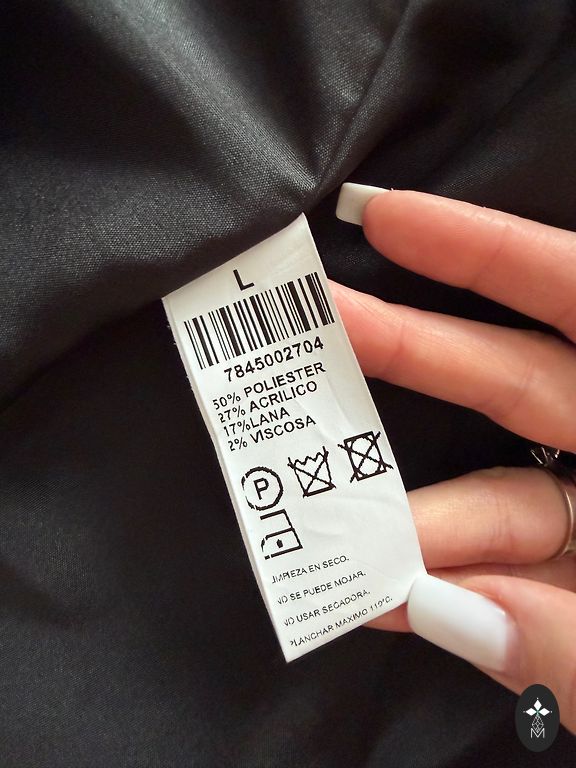 L
7845002704
50% POLIESTER
27% ACRILICO
17%LANA
2% VISCOSA
P
LIMPIEZA EN SECO.
NO SE PUEDE MOJAR.
NO USAR SECADORA.
PLANCHAR MAXIMO 110°C.
M